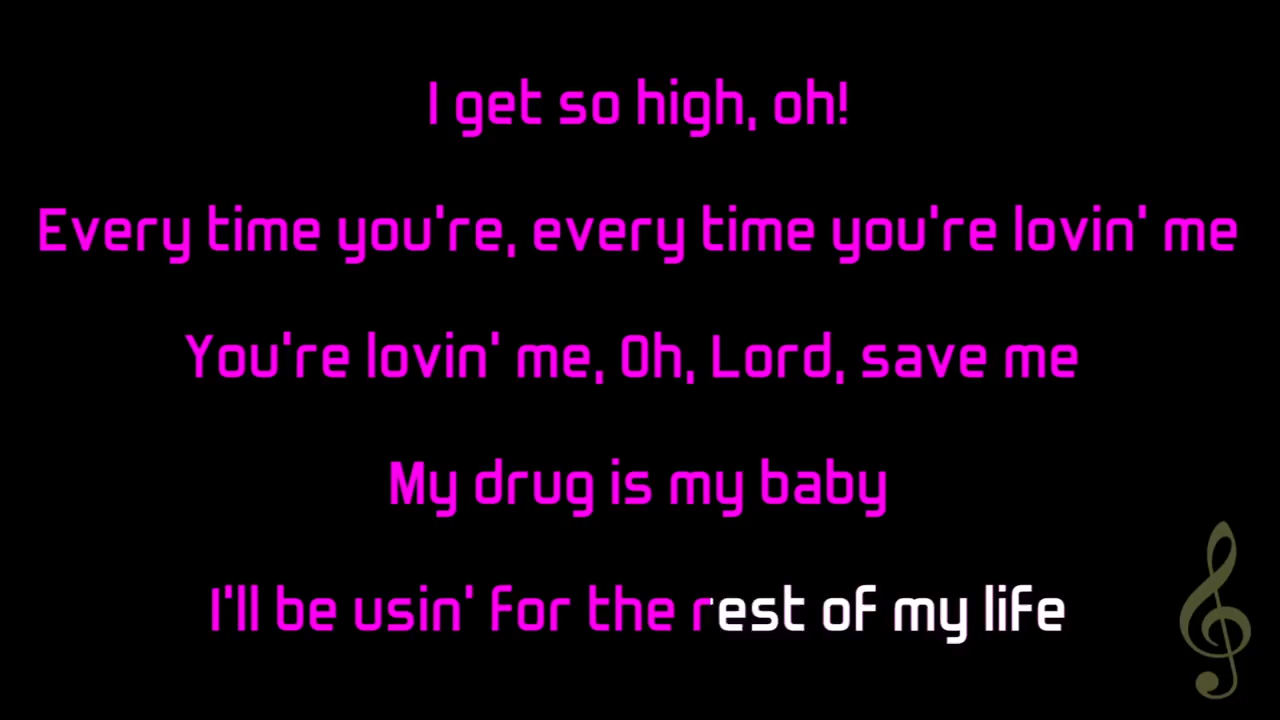 I get so high, oh!
Every time you're, every time you're lovin' me
You're lovin' me, Oh, Lord, save me
My drug is my baby
I'll be usin' for the rest of my life